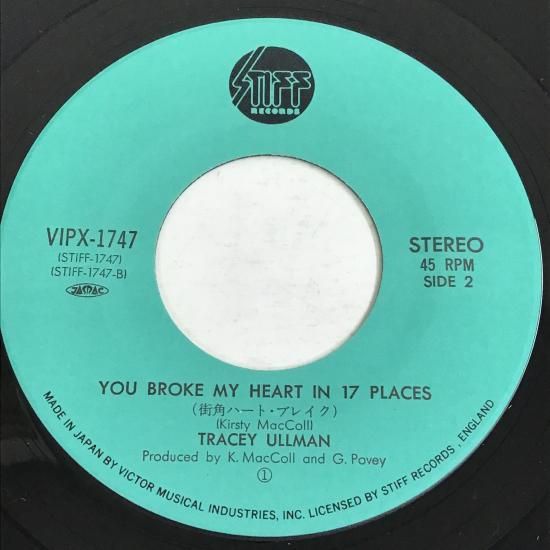 STIFF
RECORDS
VIPX-1747
(STIFF-1747)
(STIFF-1747-B)
JASRAC
STEREO
45 RPM
SIDE 2
YOU BROKE MY HEART IN 17 PLACES
(街角ハート・ブレイク)
(Kirsty MacColl)
TRACEY ULLMAN
Produced by K. MacColl and G. Povey
①
MADE IN JAPAN BY VICTOR MUSICAL INDUSTRIES, INC. LICENSED BY STIFF RECORDS, ENGLAND